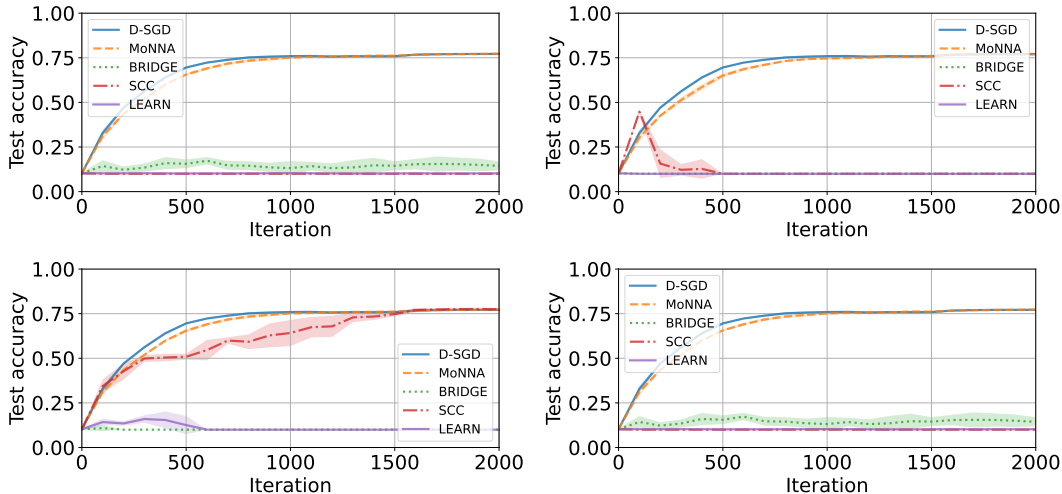 1.00
0.75
0.50
0.25
0.00
Test accuracy
D-SGD
MoNNA
BRIDGE
SCC
LEARN
0 500 1000 1500 2000
Iteration
1.00
0.75
0.50
0.25
0.00
Test accuracy
D-SGD
MoNNA
BRIDGE
SCC
LEARN
0 500 1000 1500 2000
Iteration
1.00
0.75
0.50
0.25
0.00
Test accuracy
D-SGD
MoNNA
BRIDGE
SCC
LEARN
0 500 1000 1500 2000
Iteration
1.00
0.75
0.50
0.25
0.00
Test accuracy
D-SGD
MoNNA
BRIDGE
SCC
LEARN
0 500 1000 1500 2000
Iteration